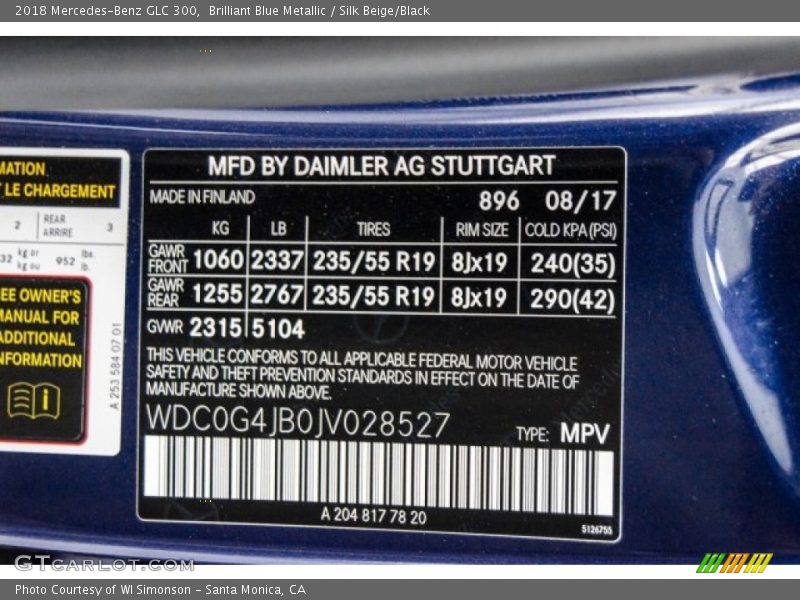 2018 Mercedes-Benz GLC 300,  Brilliant Blue Metallic / Silk Beige/Black
MATION
LE CHARGEMENT
2 REAR ARRIÈRE 3
32 kg or kg ou 952 lbs. lb.
EE OWNER'S
MANUAL FOR
ADDITIONAL
NFORMATION
A 253 584 07 01
MFD BY DAIMLER AG STUTTGART
MADE IN FINLAND 896 08/17
KG LB TIRES RIM SIZE COLD KPA (PSI)
GAWR FRONT 1060 2337 235/55 R19 8Jx19 240(35)
GAWR REAR 1255 2767 235/55 R19 8Jx19 290(42)
GVWR 2315 5104
THIS VEHICLE CONFORMS TO ALL APPLICABLE FEDERAL MOTOR VEHICLE
SAFETY AND THEFT PREVENTION STANDARDS IN EFFECT ON THE DATE OF
MANUFACTURE SHOWN ABOVE.
WDC0G4JB0JV028527 TYPE: MPV
A 204 817 78 20
5126755
GTCarLot.com
Photo Courtesy of WI Simonson - Santa Monica, CA